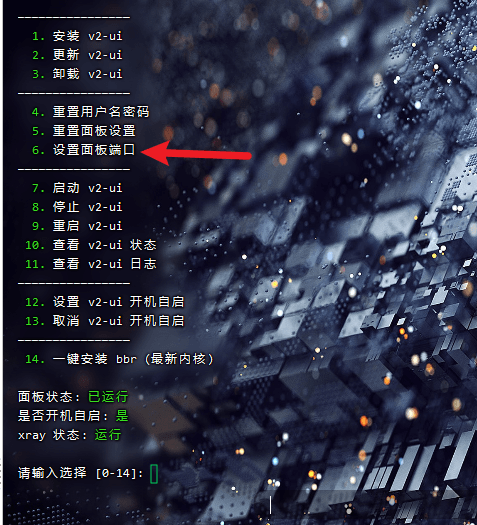 ————————————————
1. 安装 v2-ui
2. 更新 v2-ui
3. 卸载 v2-ui
————————————————
4. 重置用户名密码
5. 重置面板设置
6. 设置面板端口
————————————————
7. 启动 v2-ui
8. 停止 v2-ui
9. 重启 v2-ui
10. 查看 v2-ui 状态
11. 查看 v2-ui 日志
————————————————
12. 设置 v2-ui 开机自启
13. 取消 v2-ui 开机自启
————————————————
14. 一键安装 bbr (最新内核)
面板状态: 已运行
是否开机自启: 是
xray 状态: 运行
请输入选择 [0-14]: